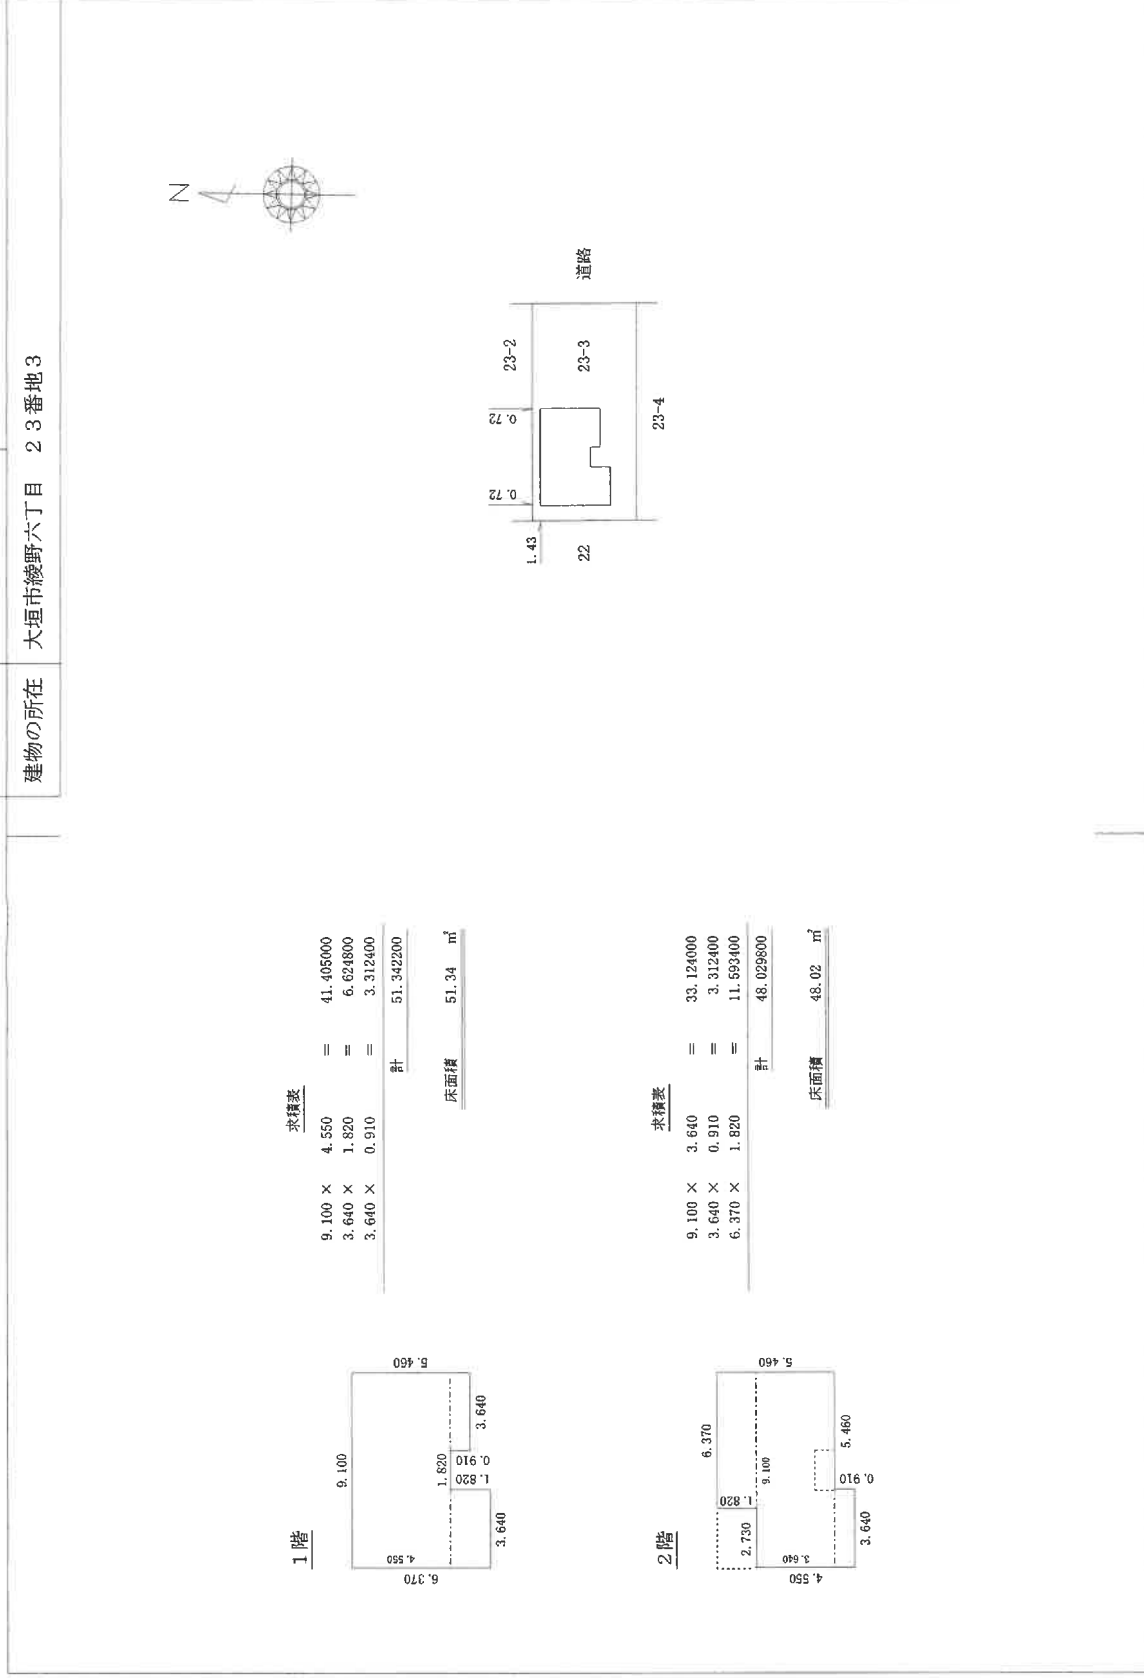 建物の所在 大垣市綾野六丁目 23番地3
N
1階
9.100
4.550
6.370
5.460
1.820
0.910
1.820
3.640
3.640
求積表
9.100 × 4.550 = 41.405000
3.640 × 1.820 = 6.624800
3.640 × 0.910 = 3.312400
計 51.342200
床面積 51.34 ㎡
2階
6.370
1.820
2.730
9.100
5.460
3.640
4.550
5.460
0.910
3.640
求積表
9.100 × 3.640 = 33.124000
3.640 × 0.910 = 3.312400
6.370 × 1.820 = 11.593400
計 48.029800
床面積 48.02 ㎡
23-2
0.72
0.72
1.43
22
23-3
道路
23-4